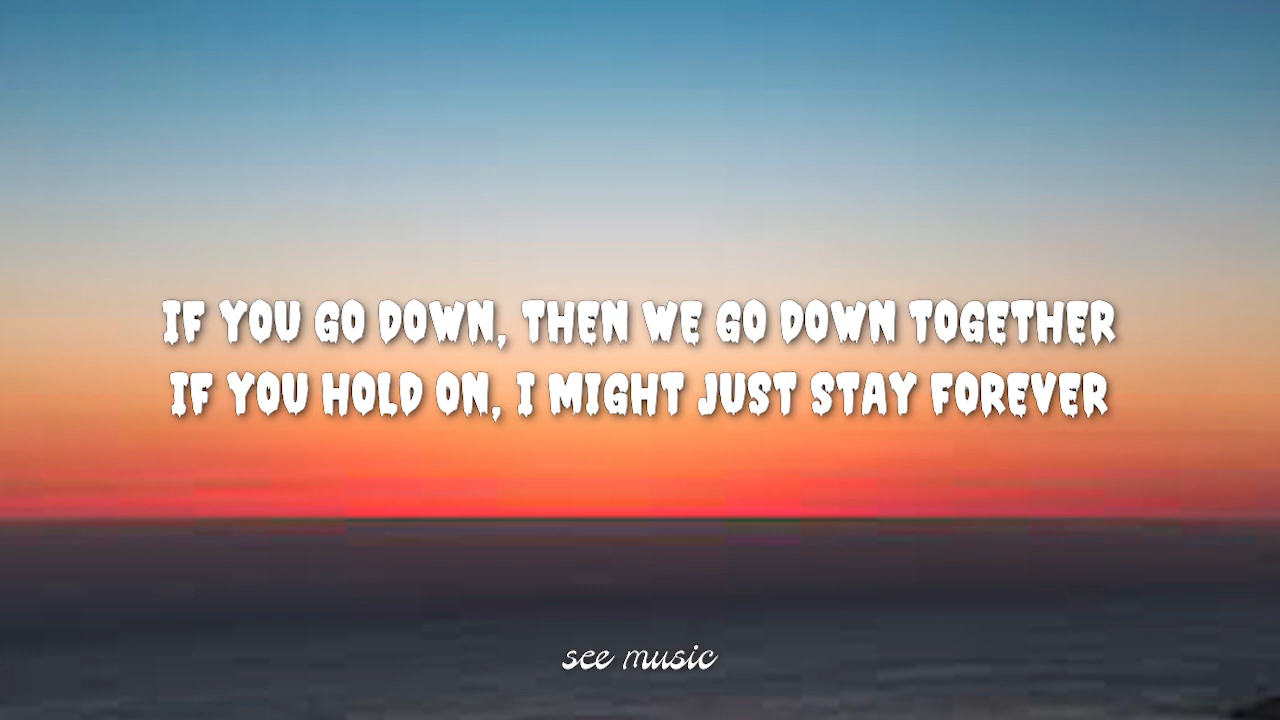 IF YOU GO DOWN, THEN WE GO DOWN TOGETHER
IF YOU HOLD ON, I MIGHT JUST STAY FOREVER
see music